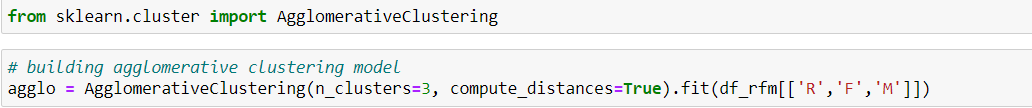 from sklearn.cluster import AgglomerativeClustering
# building agglomerative clustering model
agglo = AgglomerativeClustering(n_clusters=3, compute_distances=True).fit(df_rfm[['R','F','M']])